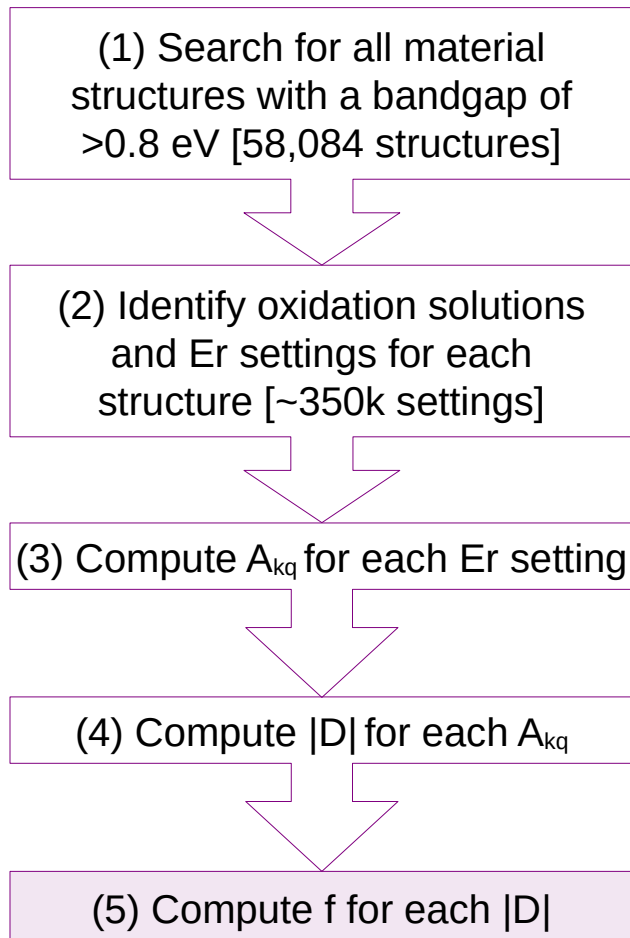 (1) Search for all material
structures with a bandgap of
>0.8 eV [58,084 structures]
(2) Identify oxidation solutions
and Er settings for each
structure [~350k settings]
(3) Compute Akq for each Er setting
(4) Compute |D| for each Akq
(5) Compute f for each |D|